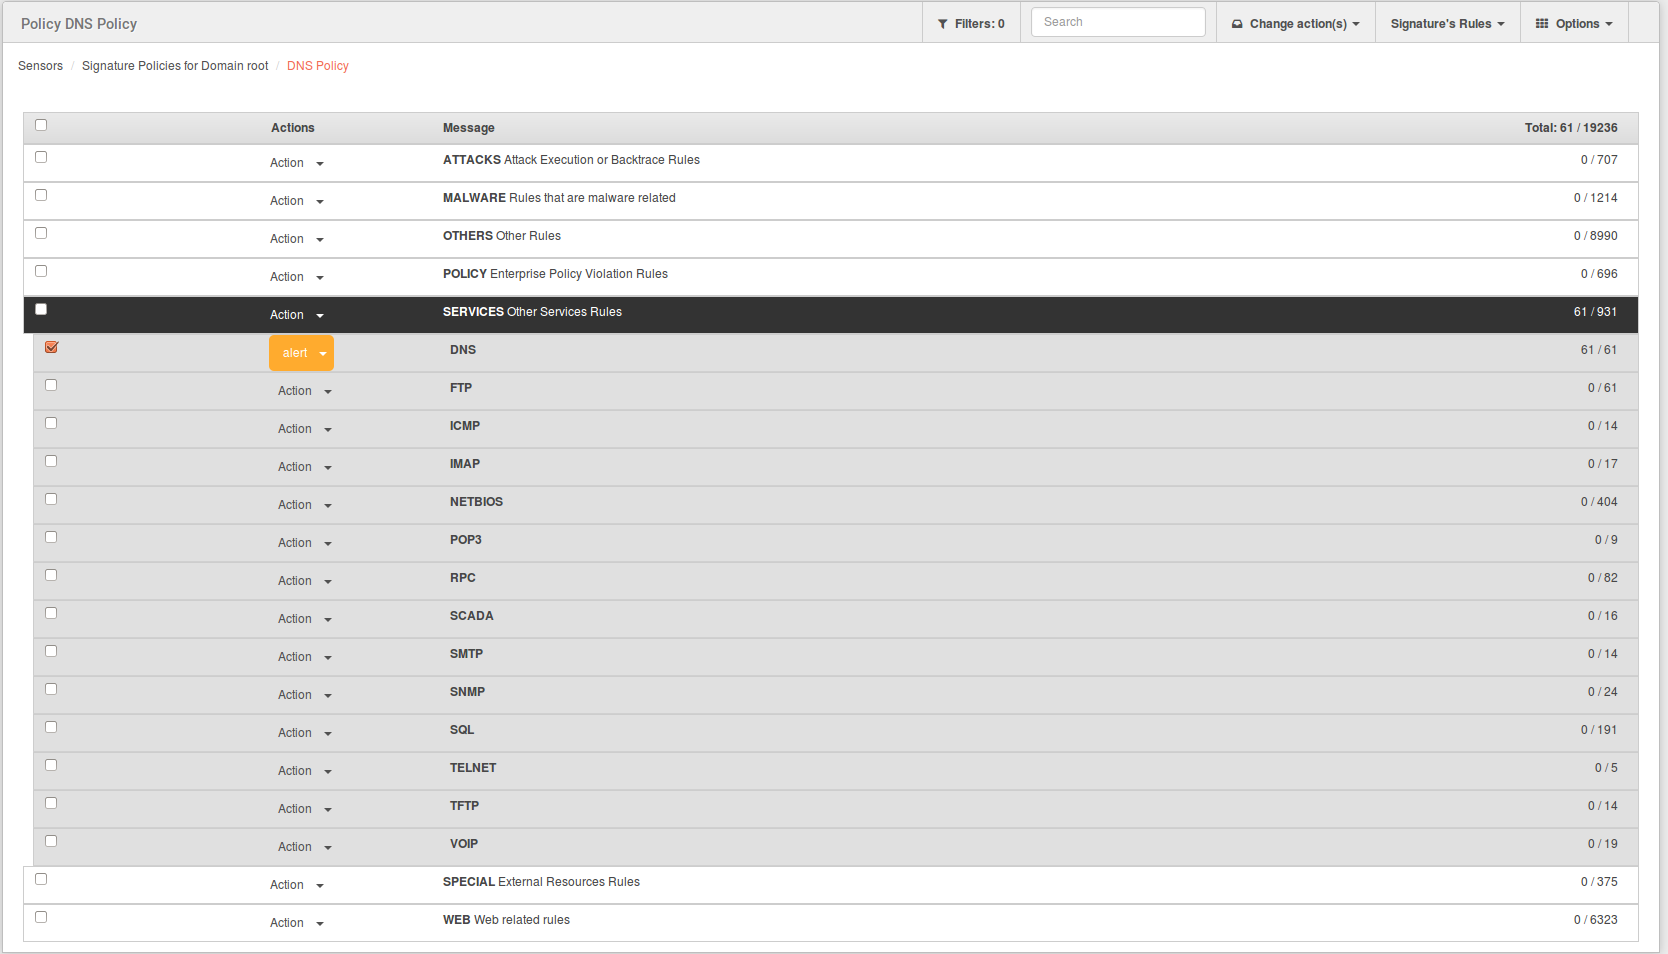 Policy DNS Policy Filters: 0 Search Change action(s) Signature's Rules Options
Sensors / Signature Policies for Domain root / DNS Policy
Actions Message Total: 61 / 19236
Action ATTACKS Attack Execution or Backtrace Rules 0 / 707
Action MALWARE Rules that are malware related 0 / 1214
Action OTHERS Other Rules 0 / 8990
Action POLICY Enterprise Policy Violation Rules 0 / 696
Action SERVICES Other Services Rules 61 / 931
alert DNS 61 / 61
Action FTP 0 / 61
Action ICMP 0 / 14
Action IMAP 0 / 17
Action NETBIOS 0 / 404
Action POP3 0 / 9
Action RPC 0 / 82
Action SCADA 0 / 16
Action SMTP 0 / 14
Action SNMP 0 / 24
Action SQL 0 / 191
Action TELNET 0 / 5
Action TFTP 0 / 14
Action VOIP 0 / 19
Action SPECIAL External Resources Rules 0 / 375
Action WEB Web related rules 0 / 6323